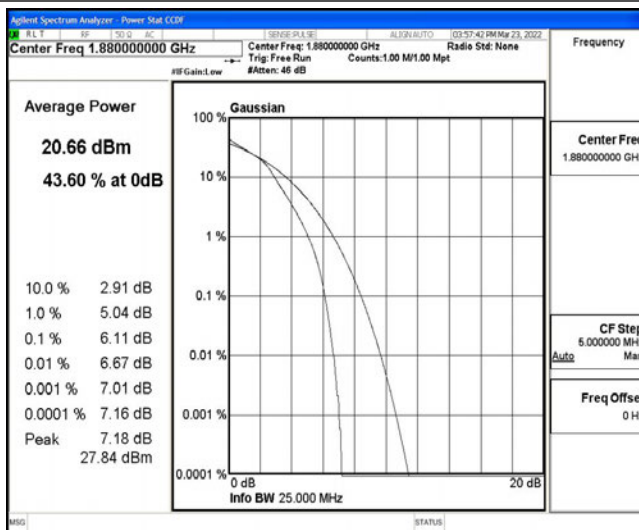 Agilent Spectrum Analyzer - Power Stat CCDF
RLT RF 50 Ω AC SENSE:PULSE ALIGN AUTO 03:57:42 PM Mar 23, 2022
Center Freq 1.880000000 GHz
Center Freq: 1.880000000 GHz Radio Std: None
Trig: Free Run Counts:1.00 M/1.00 Mpt
#IFGain:Low #Atten: 46 dB
Frequency
Average Power
20.66 dBm
43.60 % at 0dB
10.0 % 2.91 dB
1.0 % 5.04 dB
0.1 % 6.11 dB
0.01 % 6.67 dB
0.001 % 7.01 dB
0.0001 % 7.16 dB
Peak 7.18 dB
27.84 dBm
Gaussian
100 %
10 %
1 %
0.1 %
0.01 %
0.001 %
0.0001 %
0 dB 20 dB
Info BW 25.000 MHz
Center Fre
1.880000000 GH
CF Step
5.000000 MH
Auto Ma
Freq Offse
0 H
MSG STATUS